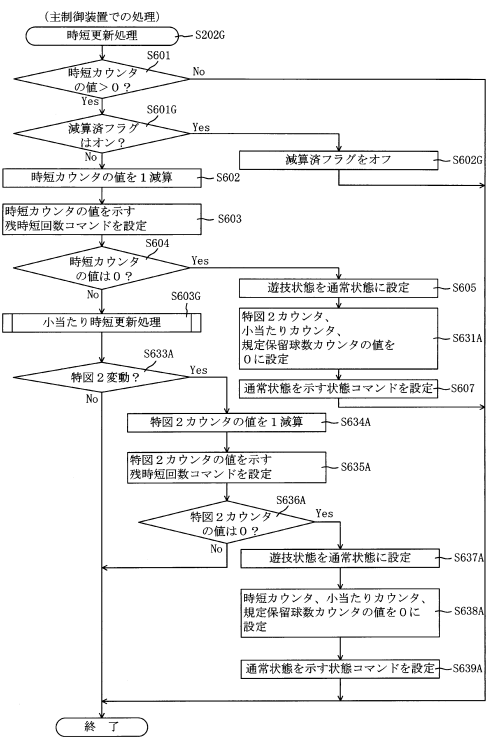 (主制御装置での処理)
時短更新処理
S202G
S601
時短カウンタ
の値>0?
No
Yes
S601G
減算済フラグ
はオン?
Yes
No
減算済フラグをオフ
S602G
時短カウンタの値を1減算
S602
時短カウンタの値を示す
残時短回数コマンドを設定
S603
S604
時短カウンタ
の値は0?
Yes
No
遊技状態を通常状態に設定
S605
S603G
小当たり時短更新処理
特図2カウンタ、
小当たりカウンタ、
規定保留球数カウンタの値を
0に設定
S631A
S633A
特図2変動?
Yes
No
通常状態を示す状態コマンドを設定
S607
特図2カウンタの値を1減算
S634A
特図2カウンタの値を示す
残時短回数コマンドを設定
S635A
S636A
特図2カウンタ
の値は0?
Yes
No
遊技状態を通常状態に設定
S637A
時短カウンタ、小当たりカウンタ、
規定保留球数カウンタの値を0に
設定
S638A
通常状態を示す状態コマンドを設定
S639A
終了